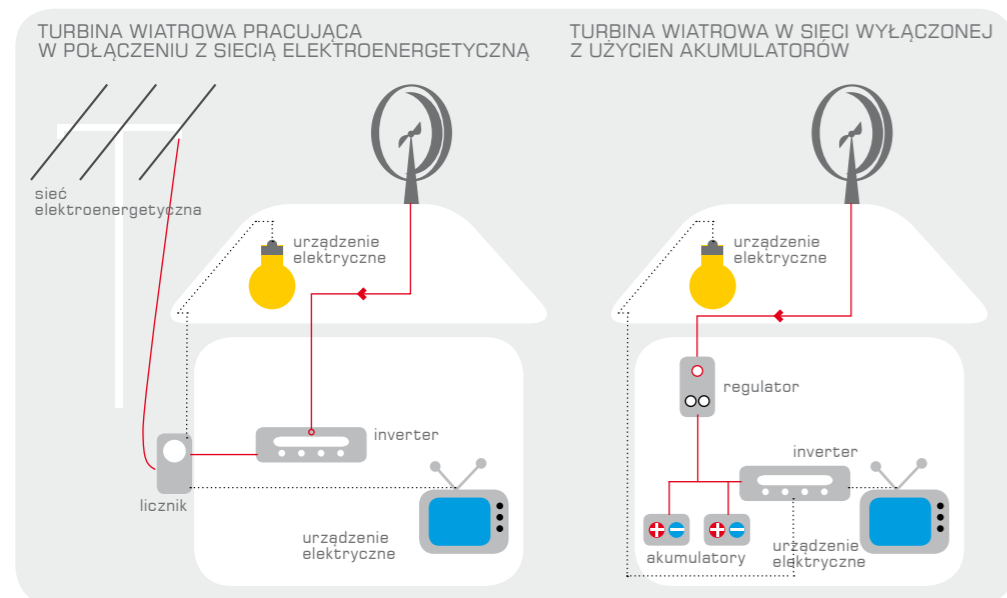 TURBINA WIATROWA PRACUJĄCA
W POŁĄCZENIU Z SIECIĄ ELEKTROENERGETYCZNĄ
sieć
elektroenergetyczna
urządzenie
elektryczne
inverter
licznik
urządzenie
elektryczne
TURBINA WIATROWA W SIECI WYŁĄCZONEJ
Z UŻYCIEN AKUMULATORÓW
urządzenie
elektryczne
regulator
inverter
akumulatory
urządzenie
elektryczne